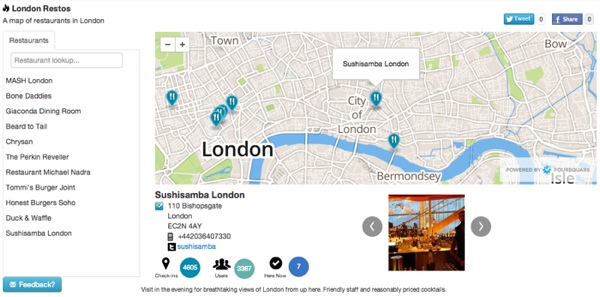 London Restos
A map of restaurants in London
Tweet 0
Share 0
Restaurants
Restaurant lookup...
MASH London
Bone Daddies
Giaconda Dining Room
Beard to Tail
Chrysan
The Perkin Reveller
Restaurant Michael Nadra
Tommi's Burger Joint
Honest Burgers Soho
Duck & Waffle
Sushisamba London
Feedback?
Town
Bow
Sushisamba London
City
of
London
London
Bermondsey
POWERED BY FOURSQUARE
Isle
Sushisamba London
110 Bishopsgate
London
EC2N 4AY
+442036407330
sushisamba
Check-ins 4605
Users 3367
Here Now 7
Visit in the evening for breathtaking views of London from up here. Friendly staff and reasonably priced cocktails.